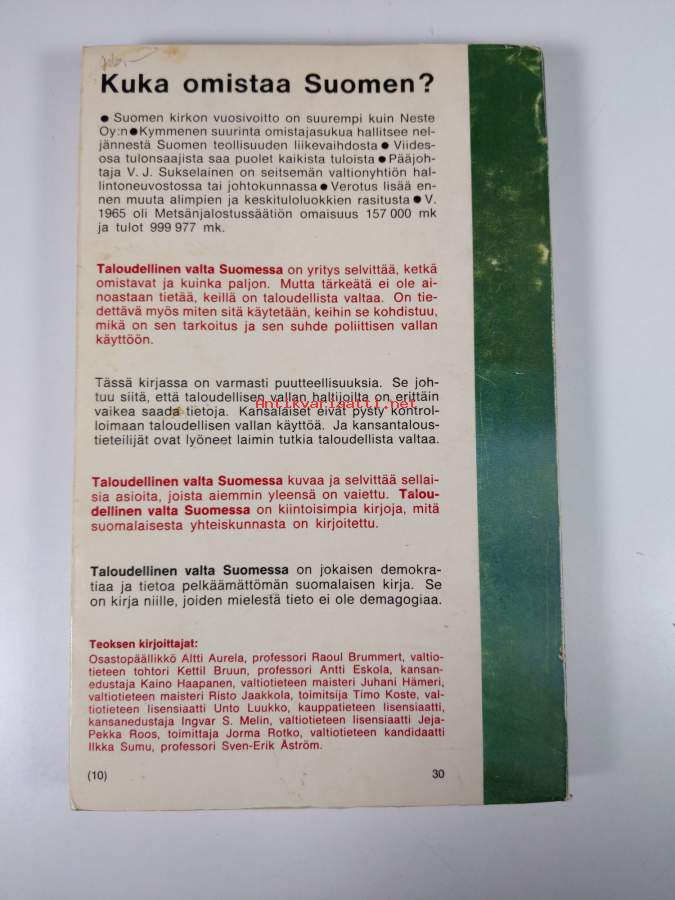 Kuka omistaa Suomen?
● Suomen kirkon vuosivoitto on suurempi kuin Neste
Oy:n ● Kymmenen suurinta omistajasukua hallitsee nel-
jännestä Suomen teollisuuden liikevaihdosta ● Viides-
osa tulonsaajista saa puolet kaikista tuloista ● Pääjoh-
taja V. J. Sukselainen on seitsemän valtionyhtiön hal-
lintoneuvostossa tai johtokunnassa ● Verotus lisää en-
nen muuta alimpien ja keskituloluokkien rasitusta ● V.
1965 oli Metsänjalostussäätiön omaisuus 157 000 mk
ja tulot 999 977 mk.
Taloudellinen valta Suomessa on yritys selvittää, ketkä
omistavat ja kuinka paljon. Mutta tärkeätä ei ole ai-
noastaan tietää, keillä on taloudellista valtaa. On tie-
dettävä myös miten sitä käytetään, keihin se kohdistuu,
mikä on sen tarkoitus ja sen suhde poliittisen vallan
käyttöön.
Tässä kirjassa on varmasti puutteellisuuksia. Se joh-
tuu siitä, että taloudellisen vallan haltijoilta on erittäin
vaikea saada tietoja. Kansalaiset eivät pysty kontrol-
Antikvariaatti.net
loimaan taloudellisen vallan käyttöä. Ja kansantalous-
tieteilijät ovat lyöneet laimin tutkia taloudellista valtaa.
Taloudellinen valta Suomessa kuvaa ja selvittää sellai-
sia asioita, joista aiemmin yleensä on vaiettu. Talou-
dellinen valta Suomessa on kiintoisimpia kirjoja, mitä
suomalaisesta yhteiskunnasta on kirjoitettu.
Taloudellinen valta Suomessa on jokaisen demokra-
tiaa ja tietoa pelkäämättömän suomalaisen kirja. Se
on kirja niille, joiden mielestä tieto ei ole demagogiaa.
Teoksen kirjoittajat:
Osastopäällikkö Altti Aurela, professori Raoul Brummert, valtio-
tieteen tohtori Kettil Bruun, professori Antti Eskola, kansan-
edustaja Kaino Haapanen, valtiotieteen maisteri Juhani Hämeri,
valtiotieteen maisteri Risto Jaakkola, toimitsija Timo Koste, val-
tiotieteen lisensiaatti Unto Luukko, kauppatieteen lisensiaatti,
kansanedustaja Ingvar S. Melin, valtiotieteen lisensiaatti Jeja-
Pekka Roos, toimittaja Jorma Rotko, valtiotieteen kandidaatti
Ilkka Sumu, professori Sven-Erik Åström.
(10) 30